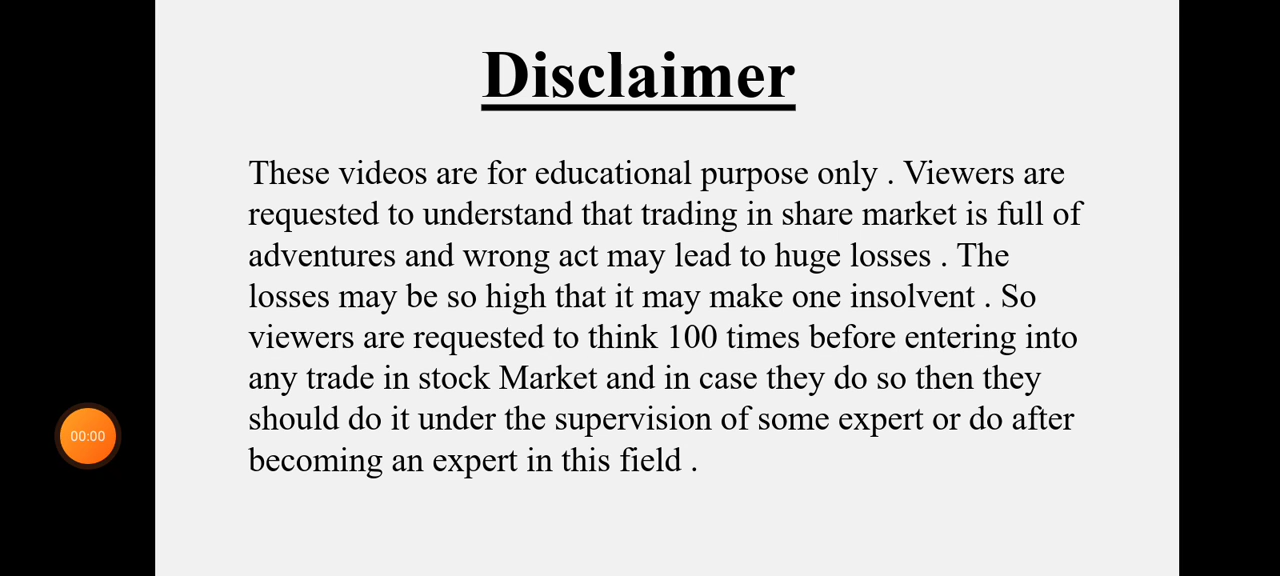 Disclaimer
These videos are for educational purpose only . Viewers are
requested to understand that trading in share market is full of
adventures and wrong act may lead to huge losses . The
losses may be so high that it may make one insolvent . So
viewers are requested to think 100 times before entering into
any trade in stock Market and in case they do so then they
should do it under the supervision of some expert or do after
becoming an expert in this field .
00:00